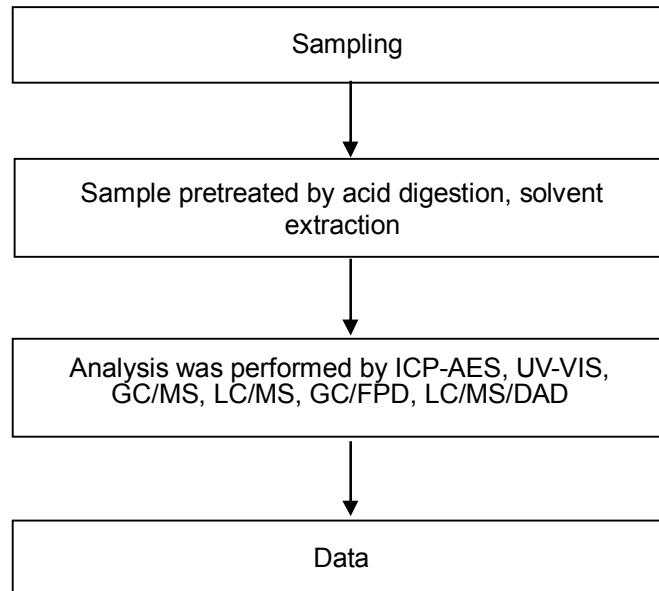 Sampling
Sample pretreated by acid digestion, solvent
extraction
Analysis was performed by ICP-AES, UV-VIS,
GC/MS, LC/MS, GC/FPD, LC/MS/DAD
Data